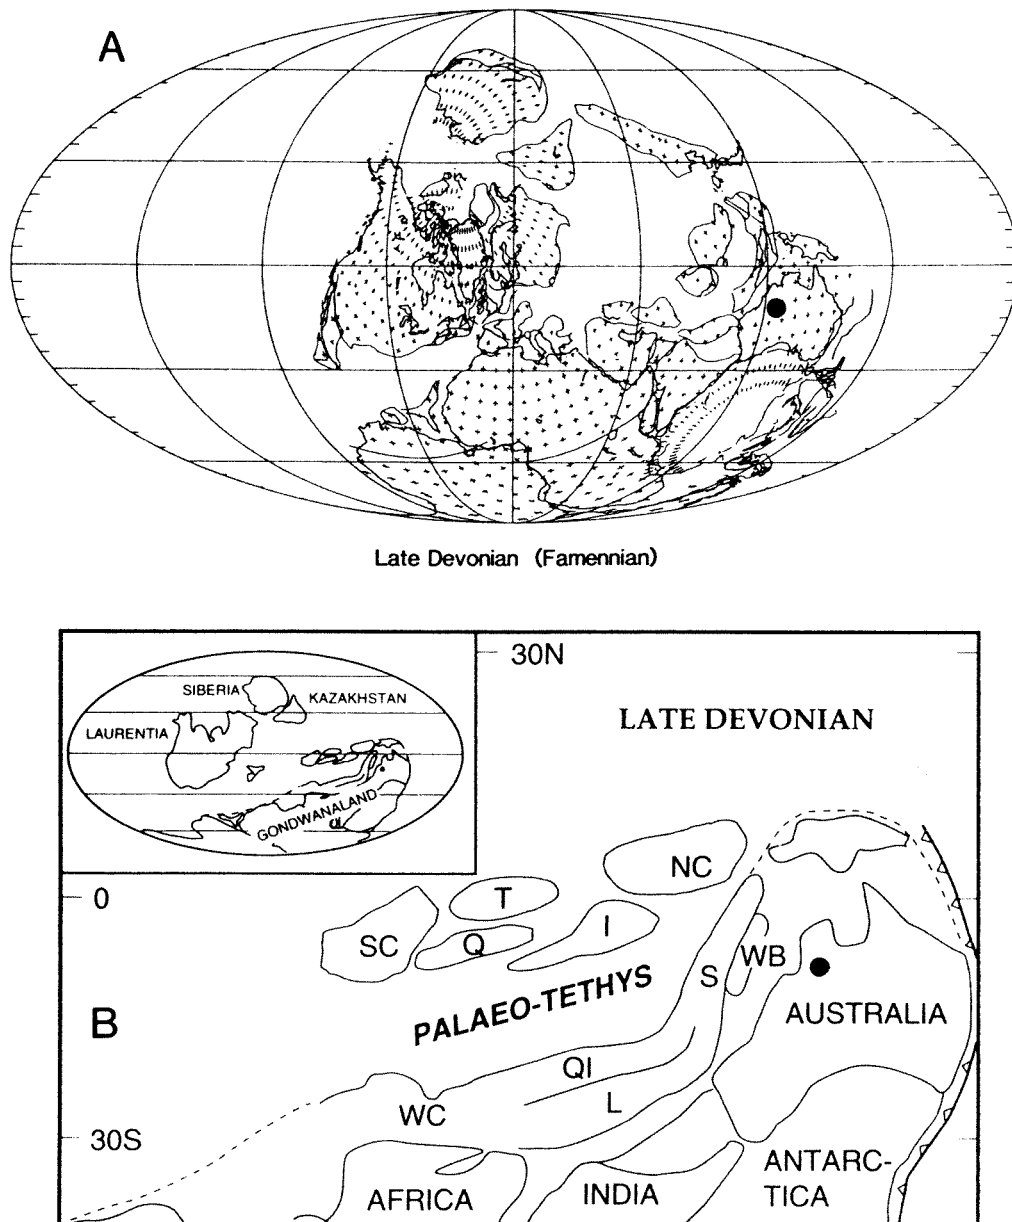 A
Late Devonian (Famennian)
30N
SIBERIA
KAZAKHSTAN
LAURENTIA
GONDWANALAND
LATE DEVONIAN
NC
0
T
I
SC
Q
WB
S
PALAEO-TETHYS
B
AUSTRALIA
QI
L
WC
30S
ANTARC-
TICA
AFRICA
INDIA